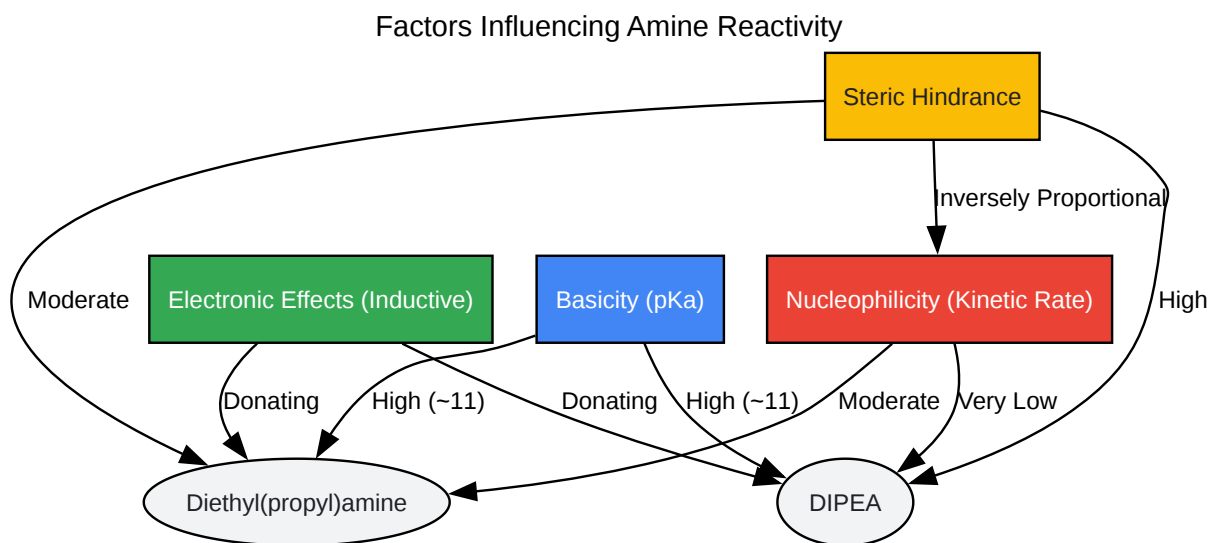 Factors Influencing Amine Reactivity
Steric Hindrance
Inversely Proportional
Electronic Effects (Inductive)
Basicity (pKa)
Nucleophilicity (Kinetic Rate)
Moderate
High
Donating
High (~11)
Donating
High (~11)
Moderate
Very Low
Diethyl(propyl)amine
DIPEA